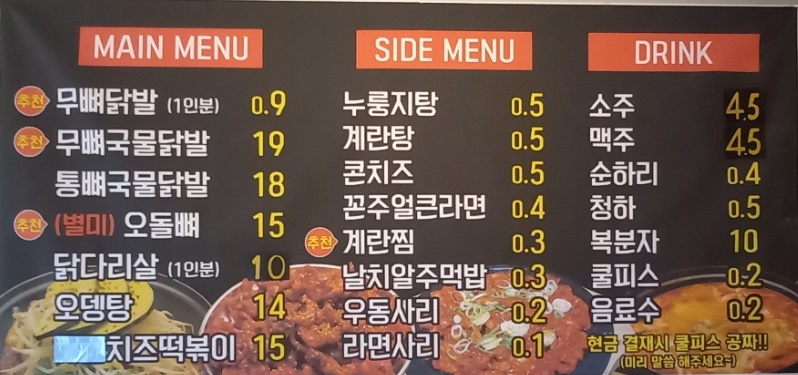 MAIN MENU
추천 무뼈닭발 (1인분) 0.9
추천 무뼈국물닭발 19
통뼈국물닭발 18
추천 (별미) 오돌뼈 15
닭다리살 (1인분) 10
오뎅탕 14
치즈떡볶이 15
SIDE MENU
누룽지탕 0.5
계란탕 0.5
콘치즈 0.5
꼰주얼큰라면 0.4
추천 계란찜 0.3
날치알주먹밥 0.3
우동사리 0.2
라면사리 0.1
DRINK
소주 4.5
맥주 4.5
순하리 0.4
청하 0.5
복분자 10
쿨피스 0.2
음료수 0.2
현금 결재시 쿨피스 공짜!!
(미리 말씀 해주세요~)